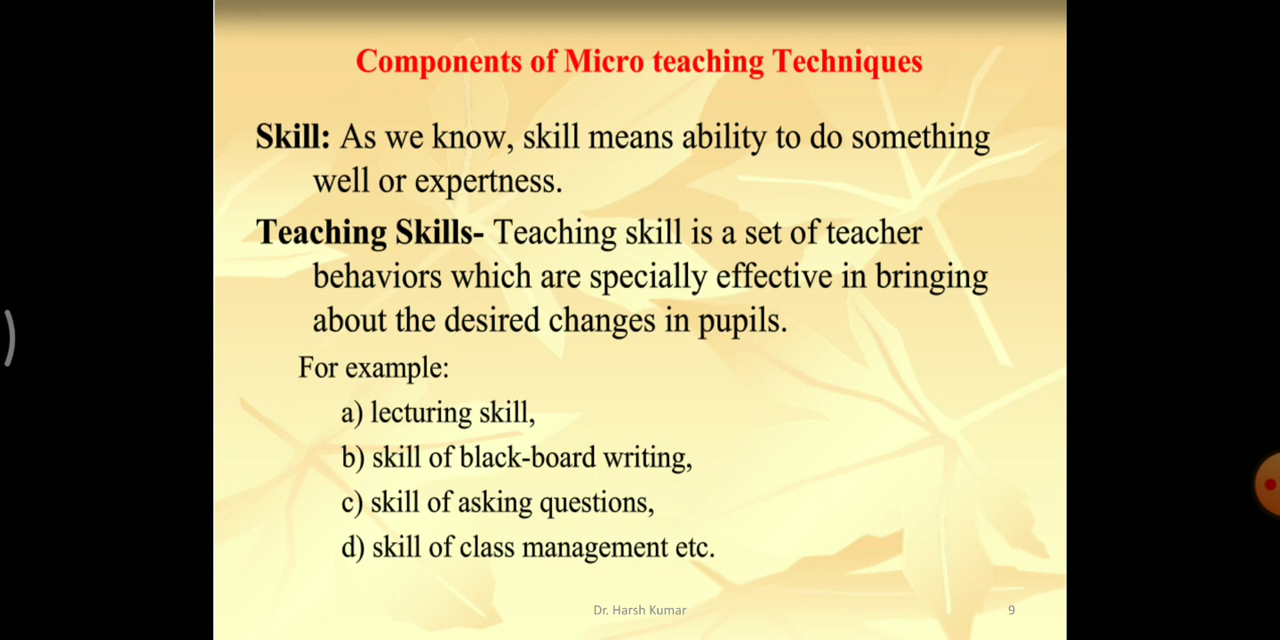 Components of Micro teaching Techniques
Skill: As we know, skill means ability to do something
well or expertness.
Teaching Skills- Teaching skill is a set of teacher
behaviors which are specially effective in bringing
about the desired changes in pupils.
For example:
a) lecturing skill,
b) skill of black-board writing,
c) skill of asking questions,
d) skill of class management etc.
Dr. Harsh Kumar
9